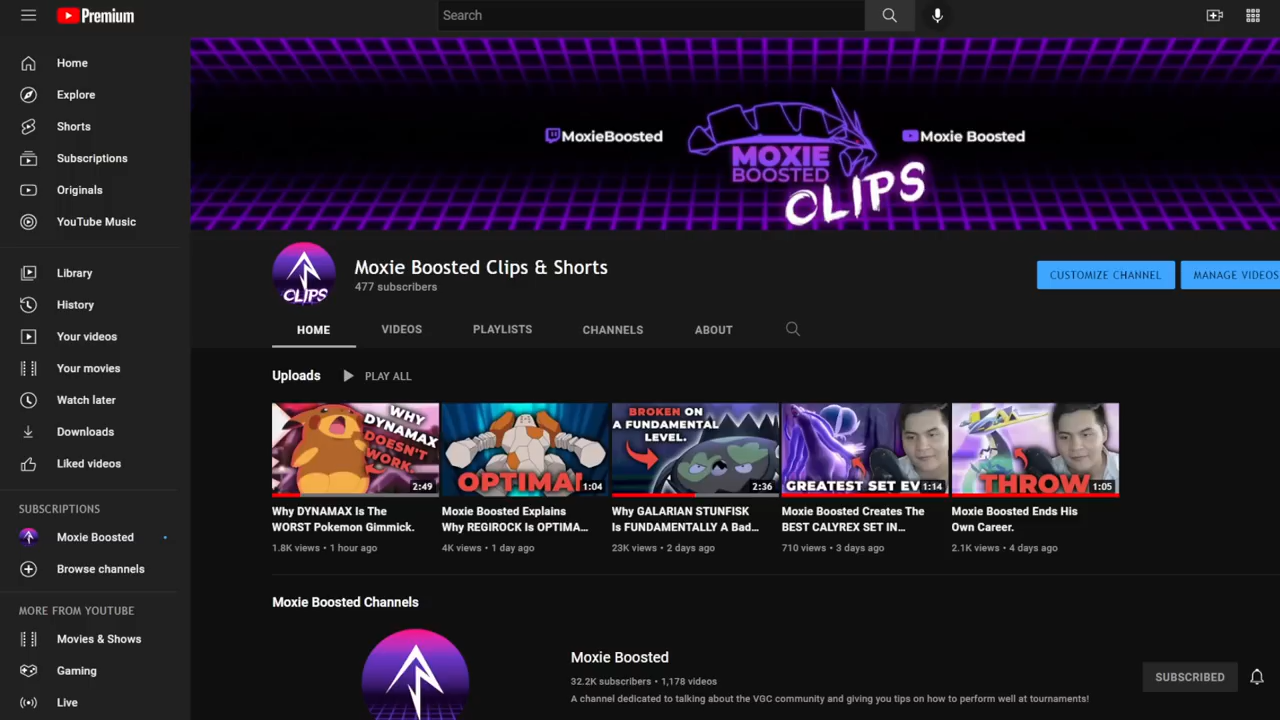 Premium
Search
Home
Explore
Shorts
Subscriptions
Originals
YouTube Music
Library
History
Your videos
Your movies
Watch later
Downloads
Liked videos
SUBSCRIPTIONS
Moxie Boosted
Browse channels
MORE FROM YOUTUBE
Movies & Shows
Gaming
Live
MoxieBoosted
MOXIE
BOOSTED
CLIPS
Moxie Boosted
CLIPS
Moxie Boosted Clips & Shorts
477 subscribers
CUSTOMIZE CHANNEL
MANAGE VIDEOS
HOME
VIDEOS
PLAYLISTS
CHANNELS
ABOUT
Uploads
PLAY ALL
WHY
DYNAMAX
DOESN'T
WORK
2:49
Why DYNAMAX Is The
WORST Pokemon Gimmick.
1.8K views • 1 hour ago
OPTIMAL
1:04
Moxie Boosted Explains
Why REGIROCK Is OPTIMA...
4K views • 1 day ago
BROKEN ON
A FUNDAMENTAL
LEVEL.
2:36
Why GALARIAN STUNFISK
Is FUNDAMENTALLY A Bad...
23K views • 2 days ago
GREATEST SET EV
1:14
Moxie Boosted Creates The
BEST CALYREX SET IN...
710 views • 3 days ago
THROW
1:05
Moxie Boosted Ends His
Own Career.
2.1K views • 4 days ago
Moxie Boosted Channels
Moxie Boosted
32.2K subscribers • 1,178 videos
A channel dedicated to talking about the VGC community and giving you tips on how to perform well at tournaments!
SUBSCRIBED